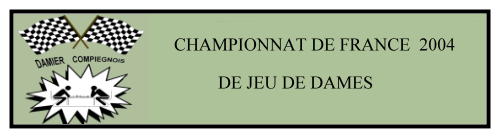 DAMIER COMPIEGNOIS
CHAMPIONNAT DE FRANCE 2004
DE JEU DE DAMES